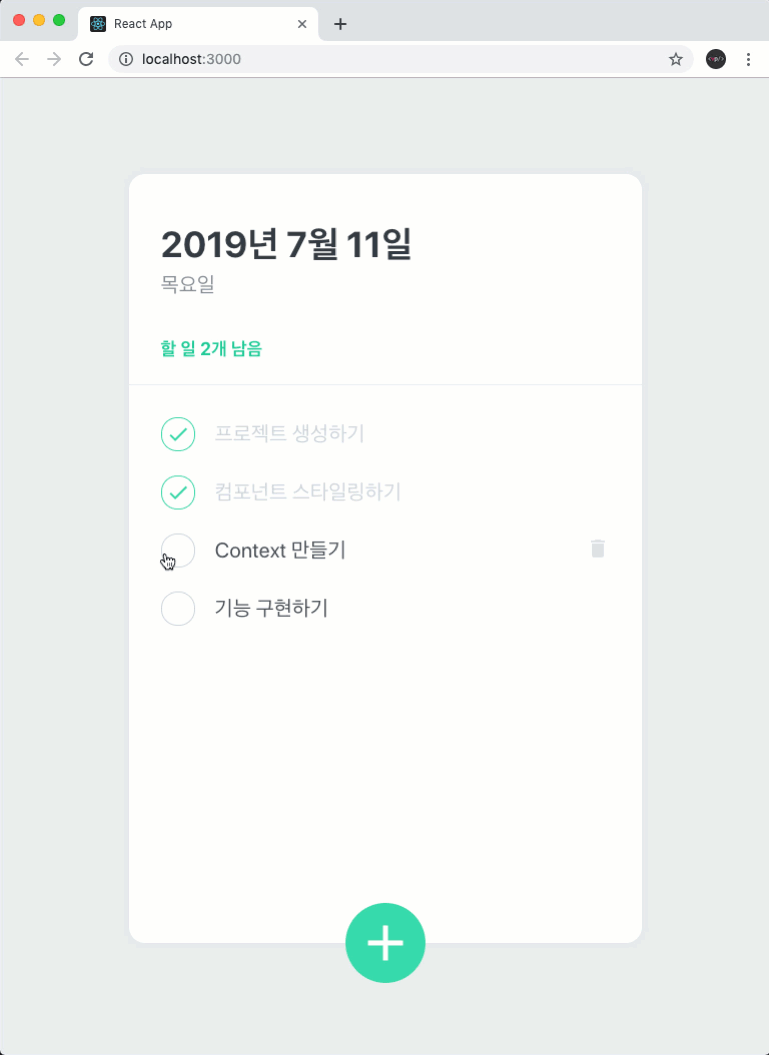 React App
localhost:3000
2019년 7월 11일
목요일
할 일 2개 남음
프로젝트 생성하기
컴포넌트 스타일링하기
Context 만들기
기능 구현하기